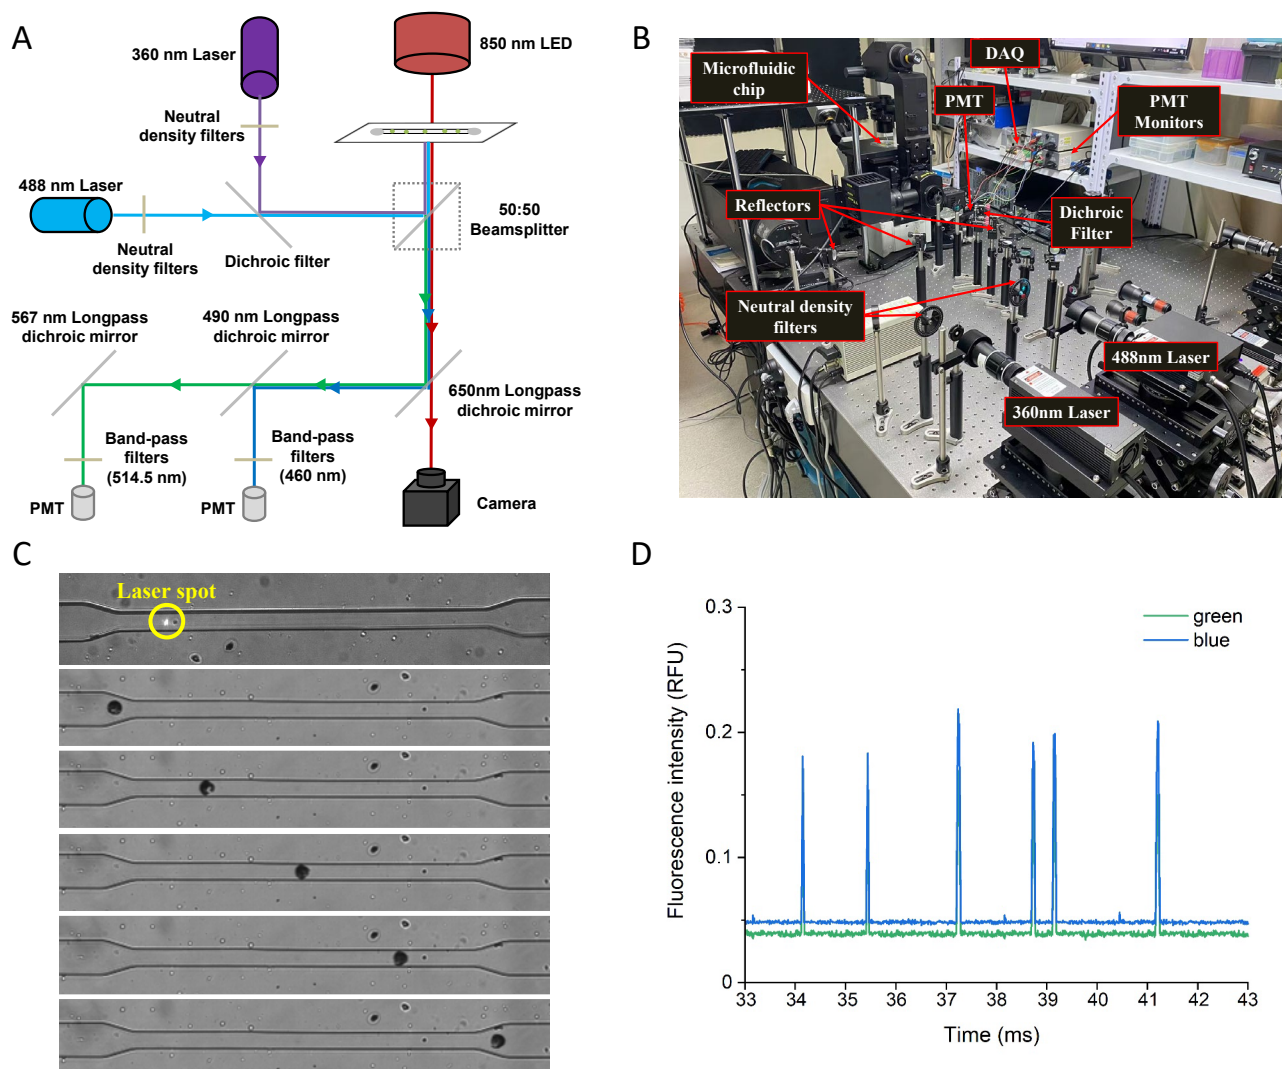 A
360 nm Laser
850 nm LED
Neutral
density filters
488 nm Laser
Neutral
density filters
Dichroic filter
50:50
Beamsplitter
567 nm Longpass
dichroic mirror
490 nm Longpass
dichroic mirror
650nm Longpass
dichroic mirror
Band-pass
filters
(514.5 nm)
Band-pass
filters
(460 nm)
PMT
PMT
Camera
B
Microfluidic
chip
DAQ
PMT
PMT
Monitors
Reflectors
Dichroic
Filter
Neutral density
filters
488nm Laser
360nm Laser
C
Laser spot
D
green
blue
Fluorescence intensity (RFU)
0.3
0.2
0.1
0
33 34 35 36 37 38 39 40 41 42 43
Time (ms)